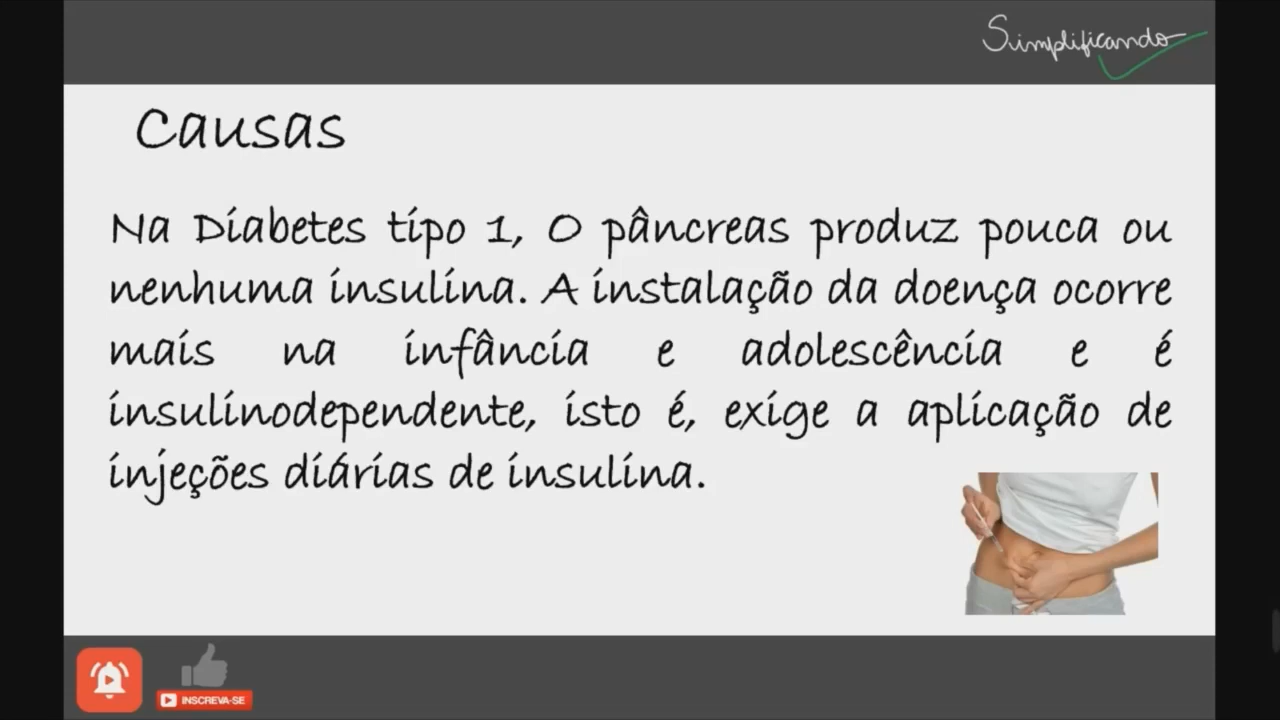 Simplificando
Causas
Na Diabetes tipo 1, O pâncreas produz pouca ou
nenhuma insulina. A instalação da doença ocorre
mais na infância e adolescência e é
insulinodependente, isto é, exige a aplicação de
injeções diárias de insulina.
INSCREVA-SE